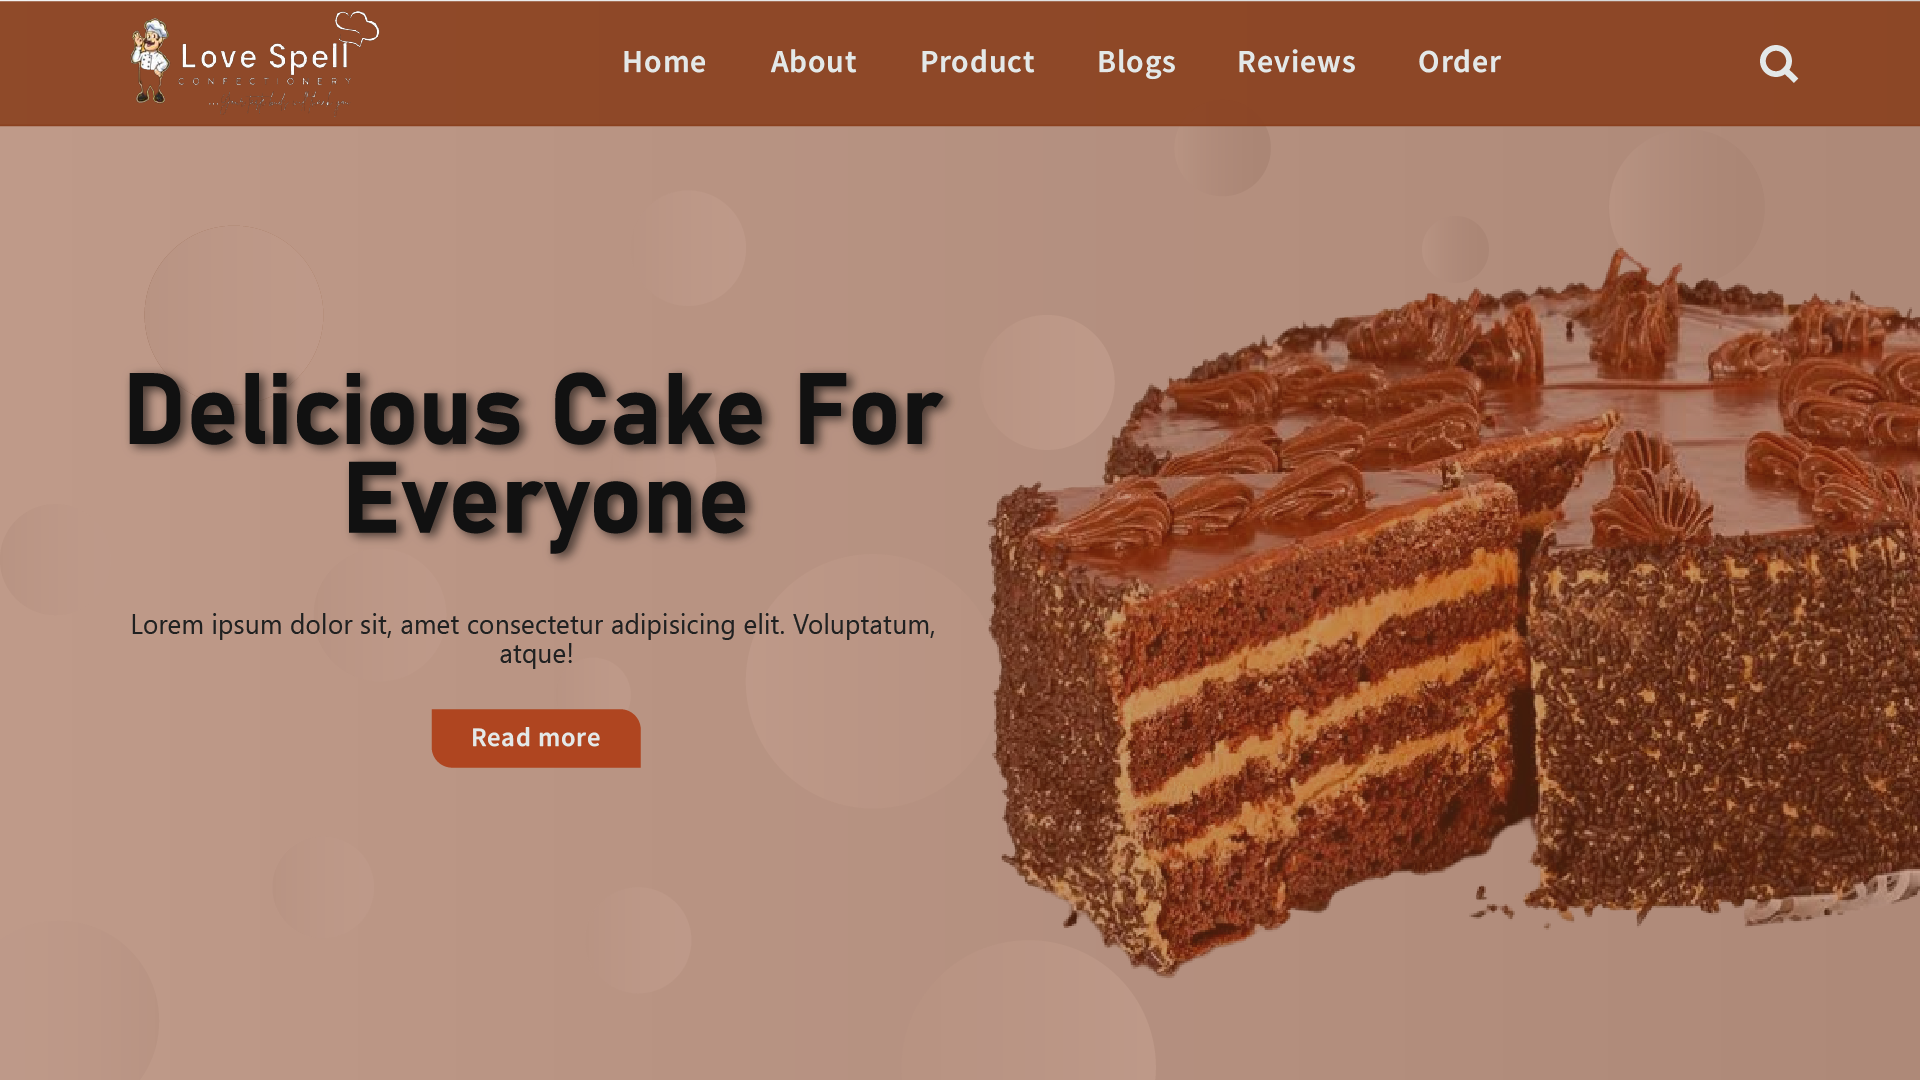 Love Spell
CONFECTIONERY
Home
About
Product
Blogs
Reviews
Order
Delicious Cake For
Everyone
Lorem ipsum dolor sit, amet consectetur adipisicing elit. Voluptatum,
atque!
Read more